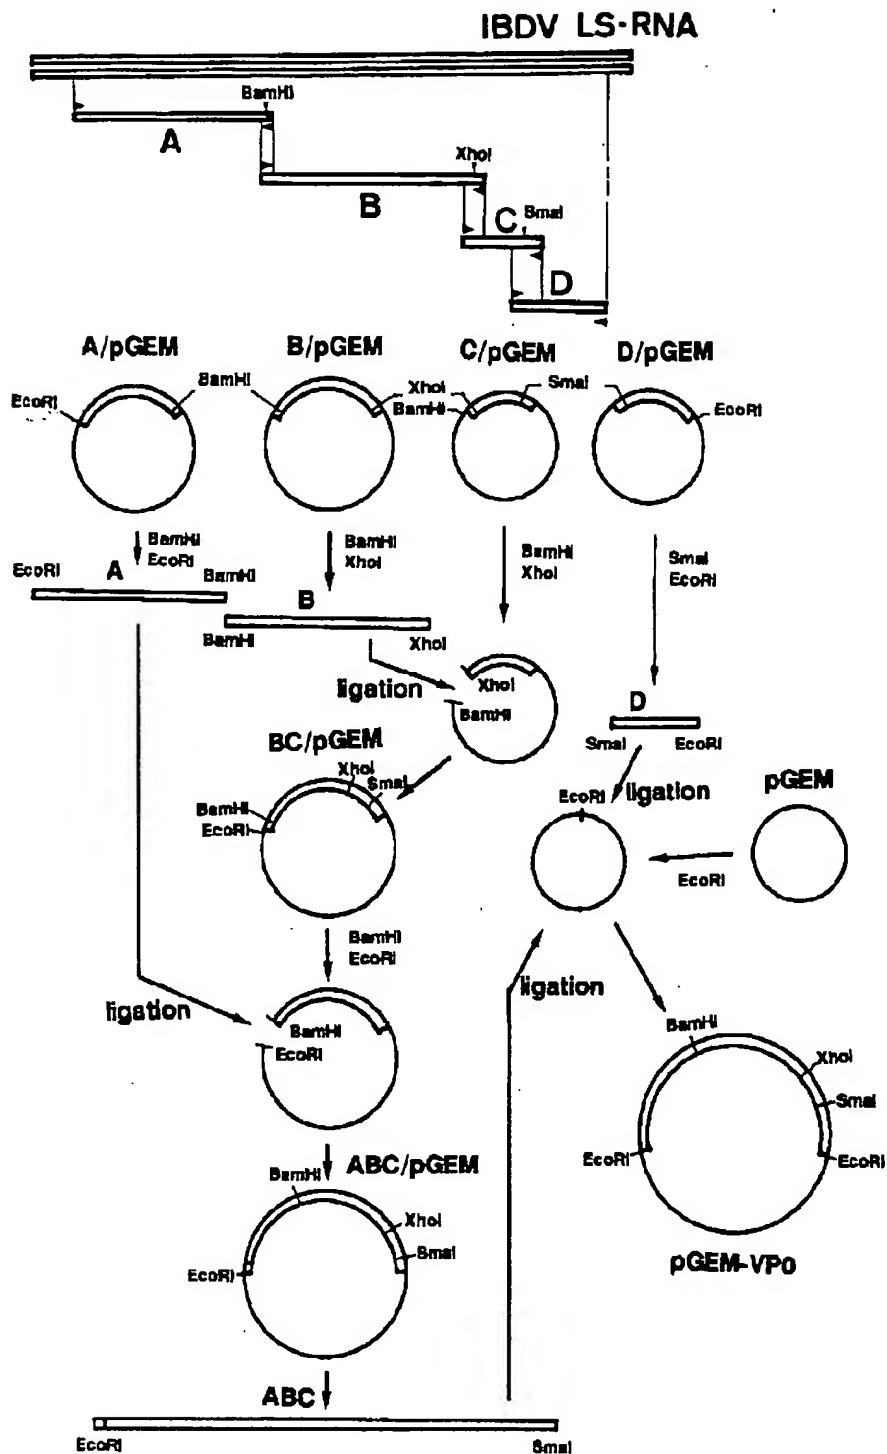 IBDV LS-RNA
BamHI
A
XhoI
B
SmaI
C
D
A/pGEM
B/pGEM
C/pGEM
D/pGEM
EcoRI
BamHI
XhoI
BamHI
SmaI
EcoRI
BamHI
EcoRI
BamHI
XhoI
BamHI
XhoI
SmaI
EcoRI
EcoRI
A
BamHI
B
BamHI
XhoI
ligation
XhoI
BamHI
D
SmaI
EcoRI
BC/pGEM
XhoI
SmaI
BamHI
EcoRI
EcoRI
ligation
pGEM
EcoRI
BamHI
EcoRI
ligation
BamHI
EcoRI
ligation
BamHI
XhoI
SmaI
EcoRI
EcoRI
pGEM-VP0
ABC/pGEM
BamHI
XhoI
SmaI
EcoRI
ABC
EcoRI
SmaI